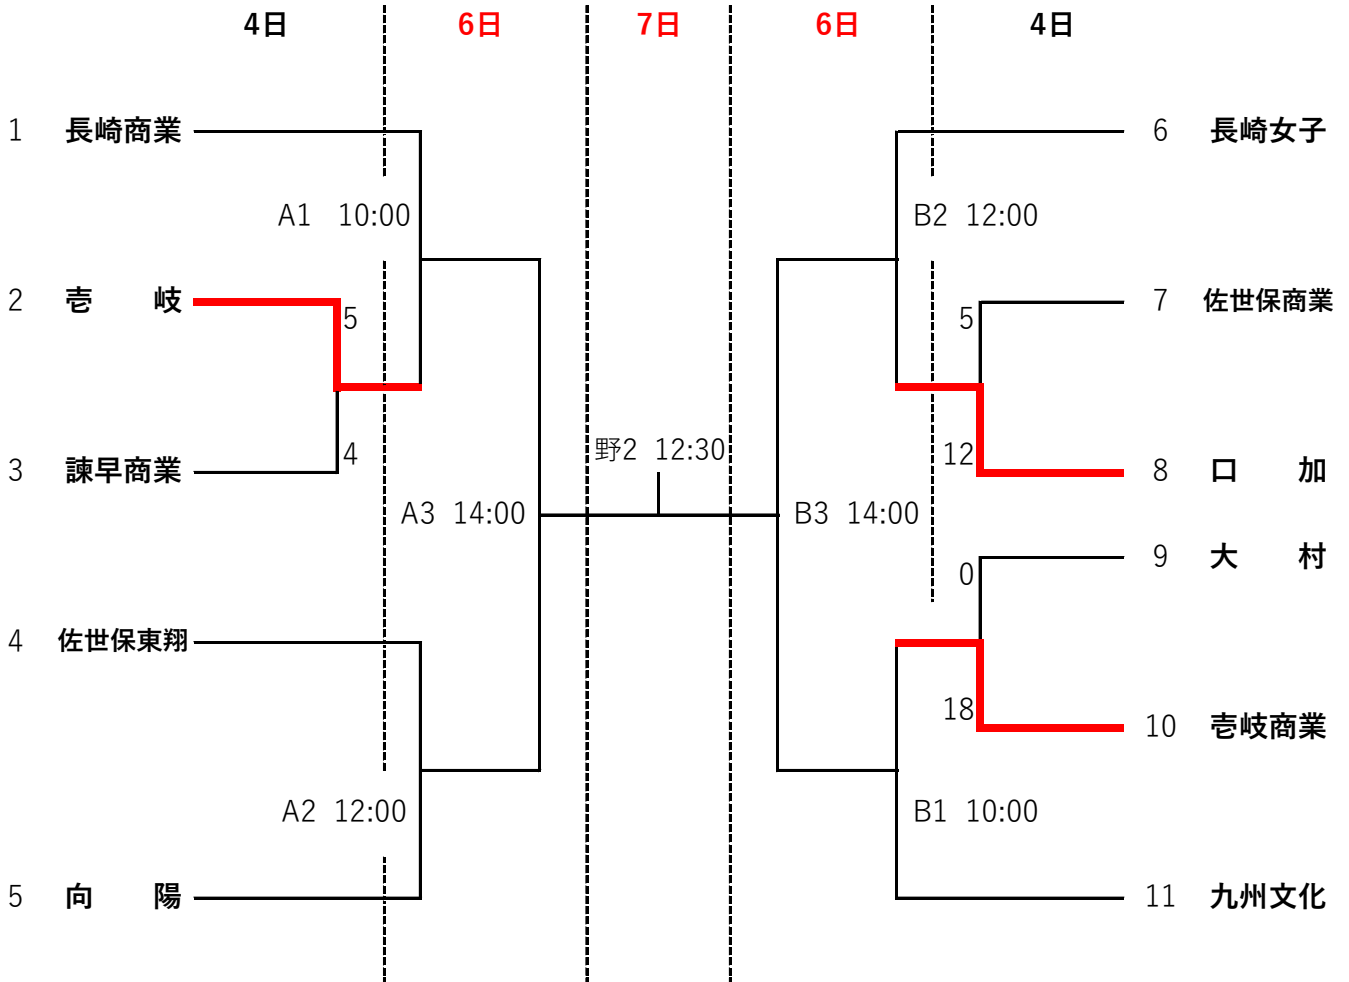 4日 6日 7日 6日 4日
1 長崎商業 6 長崎女子
A1 10:00 B2 12:00
2 壱　　岐 5 5 7 佐世保商業
3 諫早商業 4 12 8 口　　加
野2 12:30
A3 14:00 B3 14:00
0 9 大　　村
4 佐世保東翔
18 10 壱岐商業
A2 12:00 B1 10:00
5 向　　陽 11 九州文化